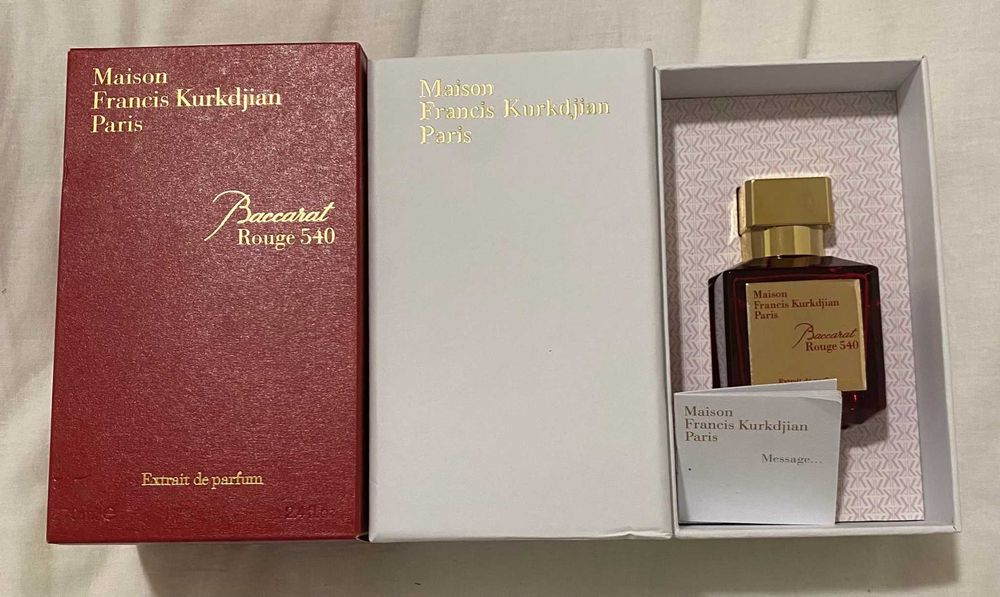 Maison
Francis Kurkdjian
Paris
Baccarat
Rouge 540
Extrait de parfum
Maison
Francis Kurkdjian
Paris
Maison
Francis Kurkdjian
Paris
Baccarat
Rouge 540
Extrait
Maison
Francis Kurkdjian
Paris
Message...